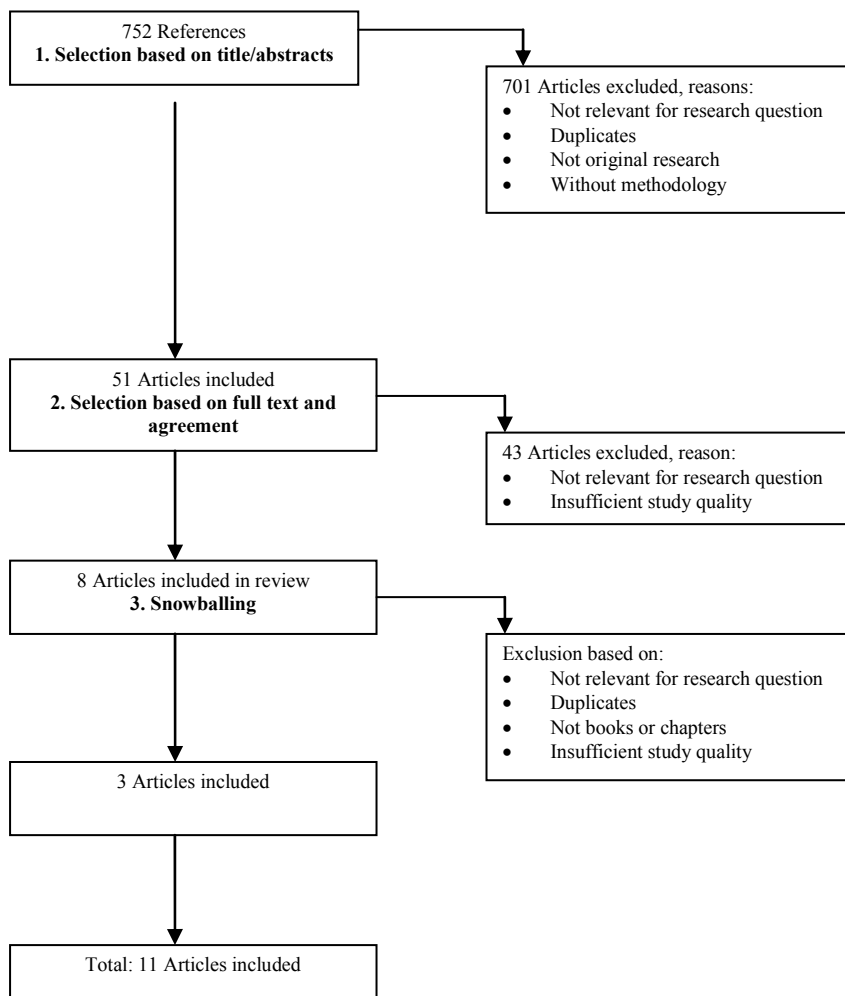 752 References
1. Selection based on title/abstracts
701 Articles excluded, reasons:
• Not relevant for research question
• Duplicates
• Not original research
• Without methodology
51 Articles included
2. Selection based on full text and
agreement
43 Articles excluded, reason:
• Not relevant for research question
• Insufficient study quality
8 Articles included in review
3. Snowballing
Exclusion based on:
• Not relevant for research question
• Duplicates
• Not books or chapters
• Insufficient study quality
3 Articles included
Total: 11 Articles included